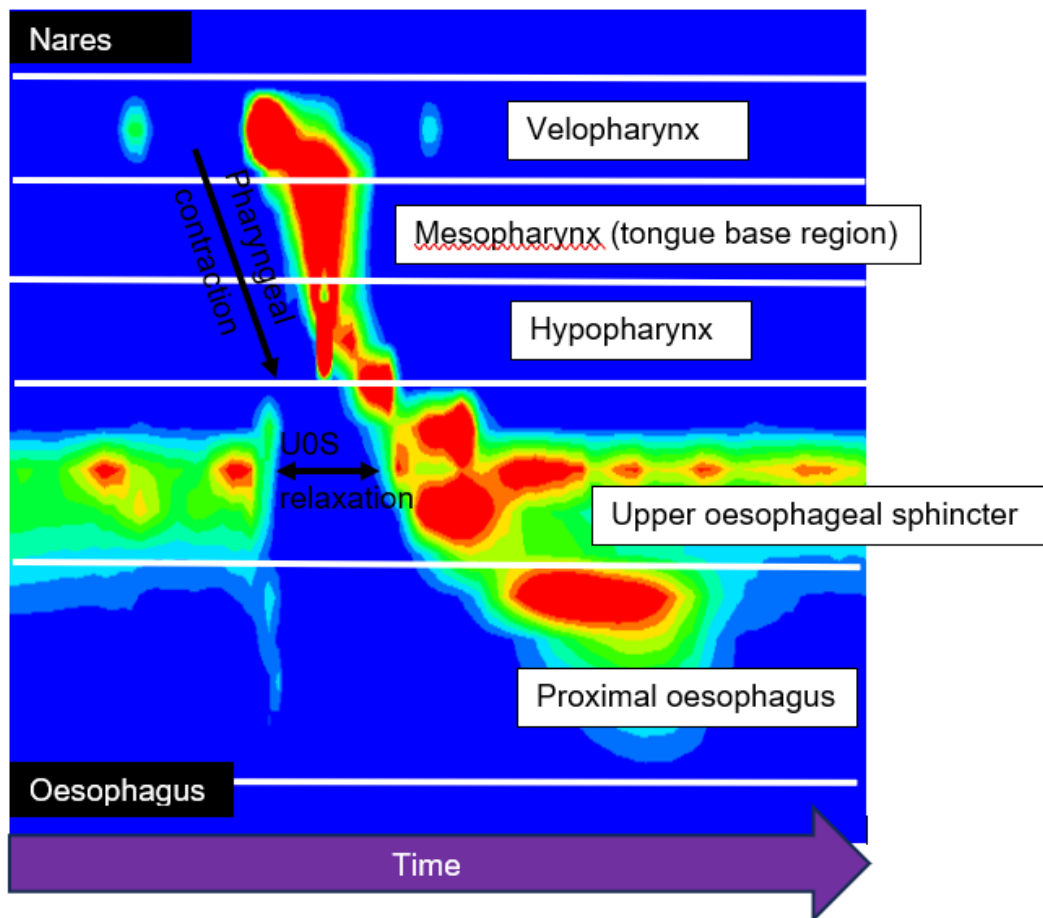 Nares
Velopharynx
Pharyngeal
contraction
Mesopharynx (tongue base region)
Hypopharynx
U0S
relaxation
Upper oesophageal sphincter
Proximal oesophagus
Oesophagus
Time